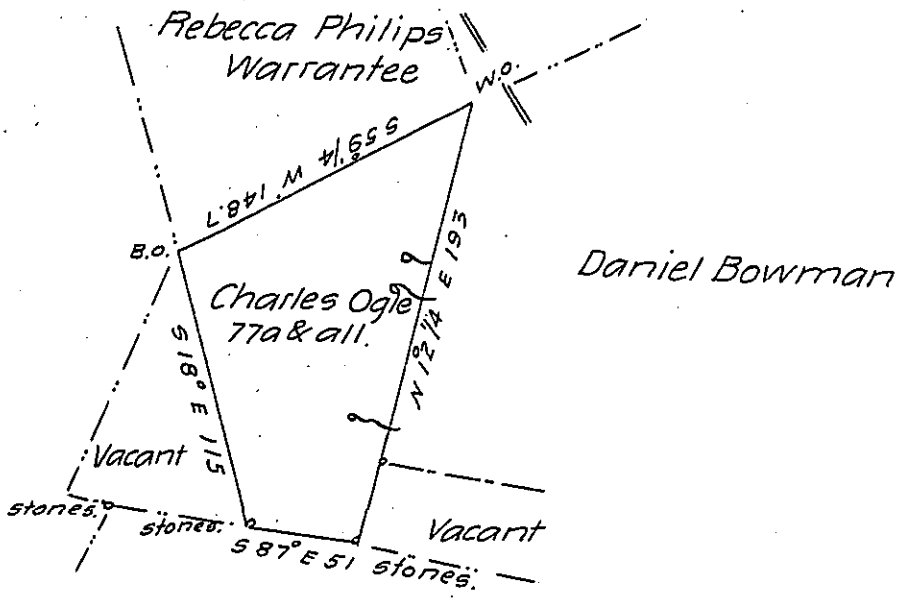 Rebecca Philips
Warrantee
W.O.
S 59°1/4 W 148.7
B.O.
N 12°1/4 E 193
Daniel Bowman
Charles Ogle
77a & all.
S 18° E 115
Vacant
stones.
stones.
S 87° E 51
stones.
Vacant